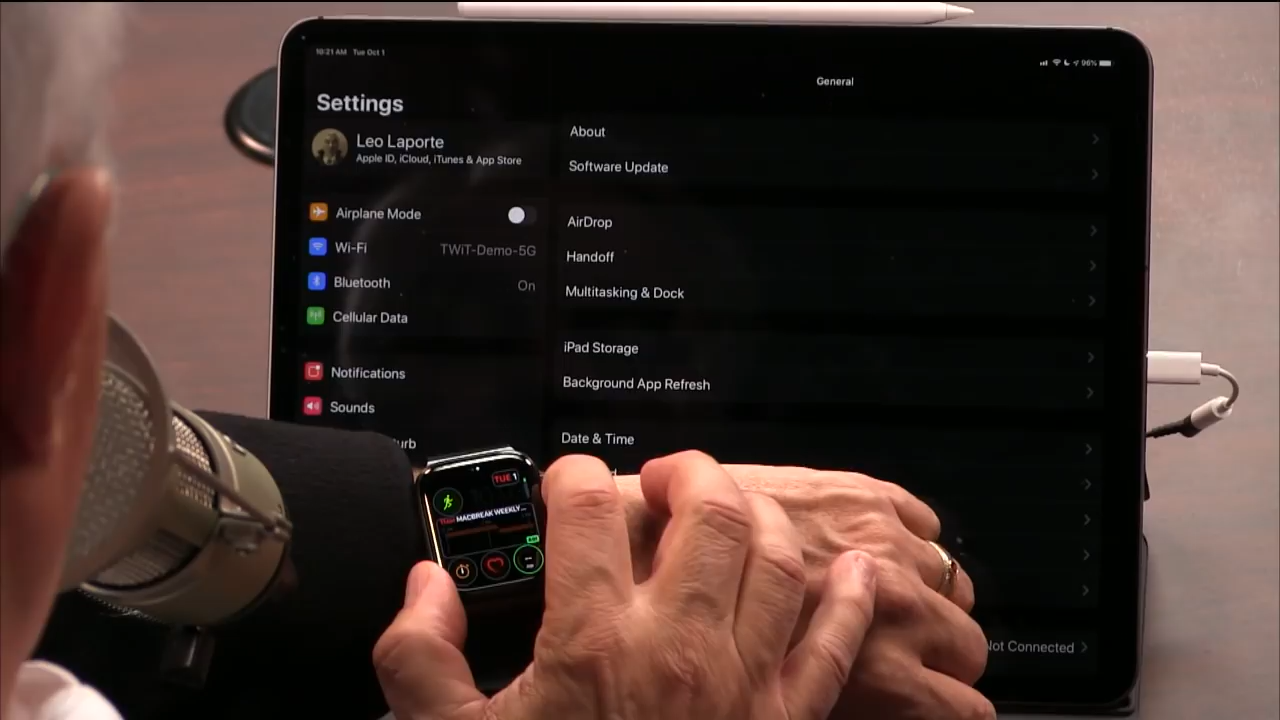 10:21 AM Tue Oct 1
96%
General
Settings
Leo Laporte
Apple ID, iCloud, iTunes & App Store
Airplane Mode
Wi-Fi TWiT-Demo-5G
Bluetooth On
Cellular Data
Notifications
Sounds
urb
About
Software Update
AirDrop
Handoff
Multitasking & Dock
iPad Storage
Background App Refresh
Date & Time
d
Not Connected
TUE 1
MACBREAK WEEKLY...